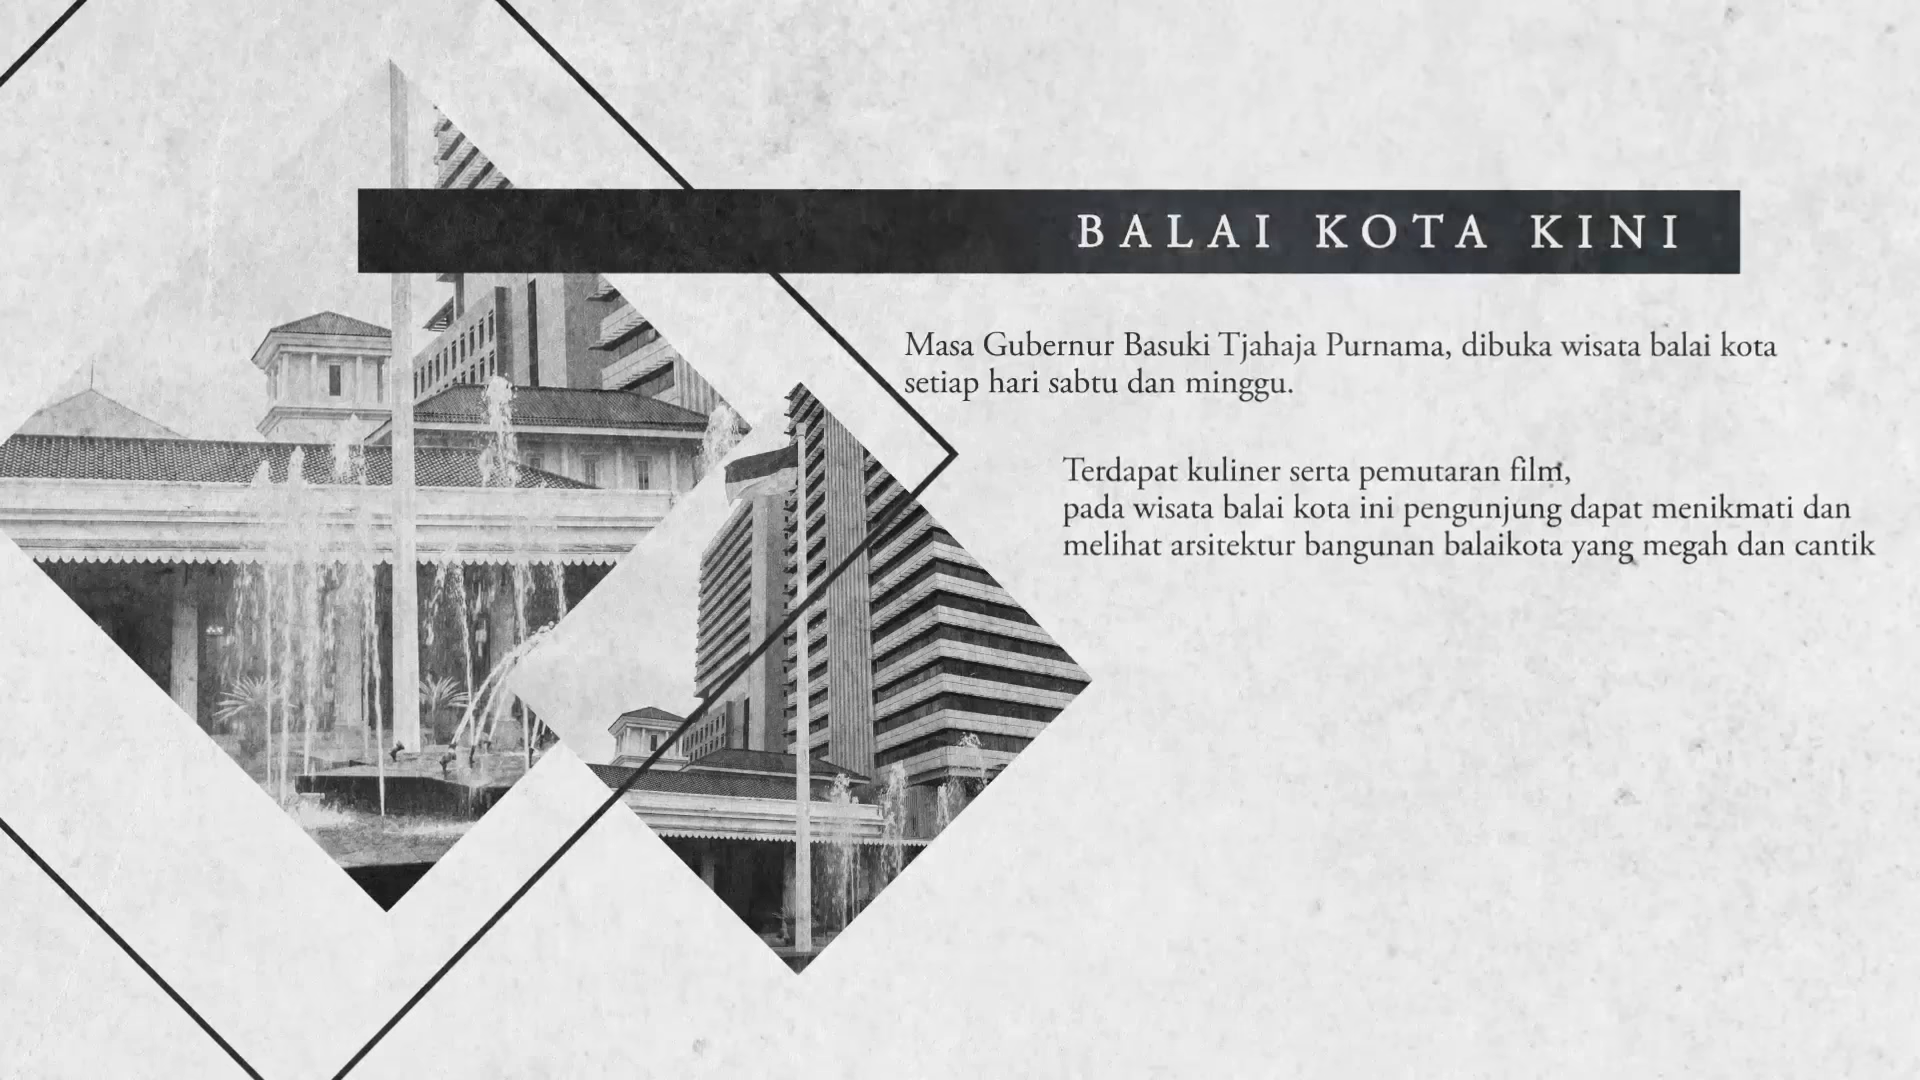 BALAI KOTA KINI
Masa Gubernur Basuki Tjahaja Purnama, dibuka wisata balai kota
setiap hari sabtu dan minggu.
Terdapat kuliner serta pemutaran film,
pada wisata balai kota ini pengunjung dapat menikmati dan
melihat arsitektur bangunan balaikota yang megah dan cantik